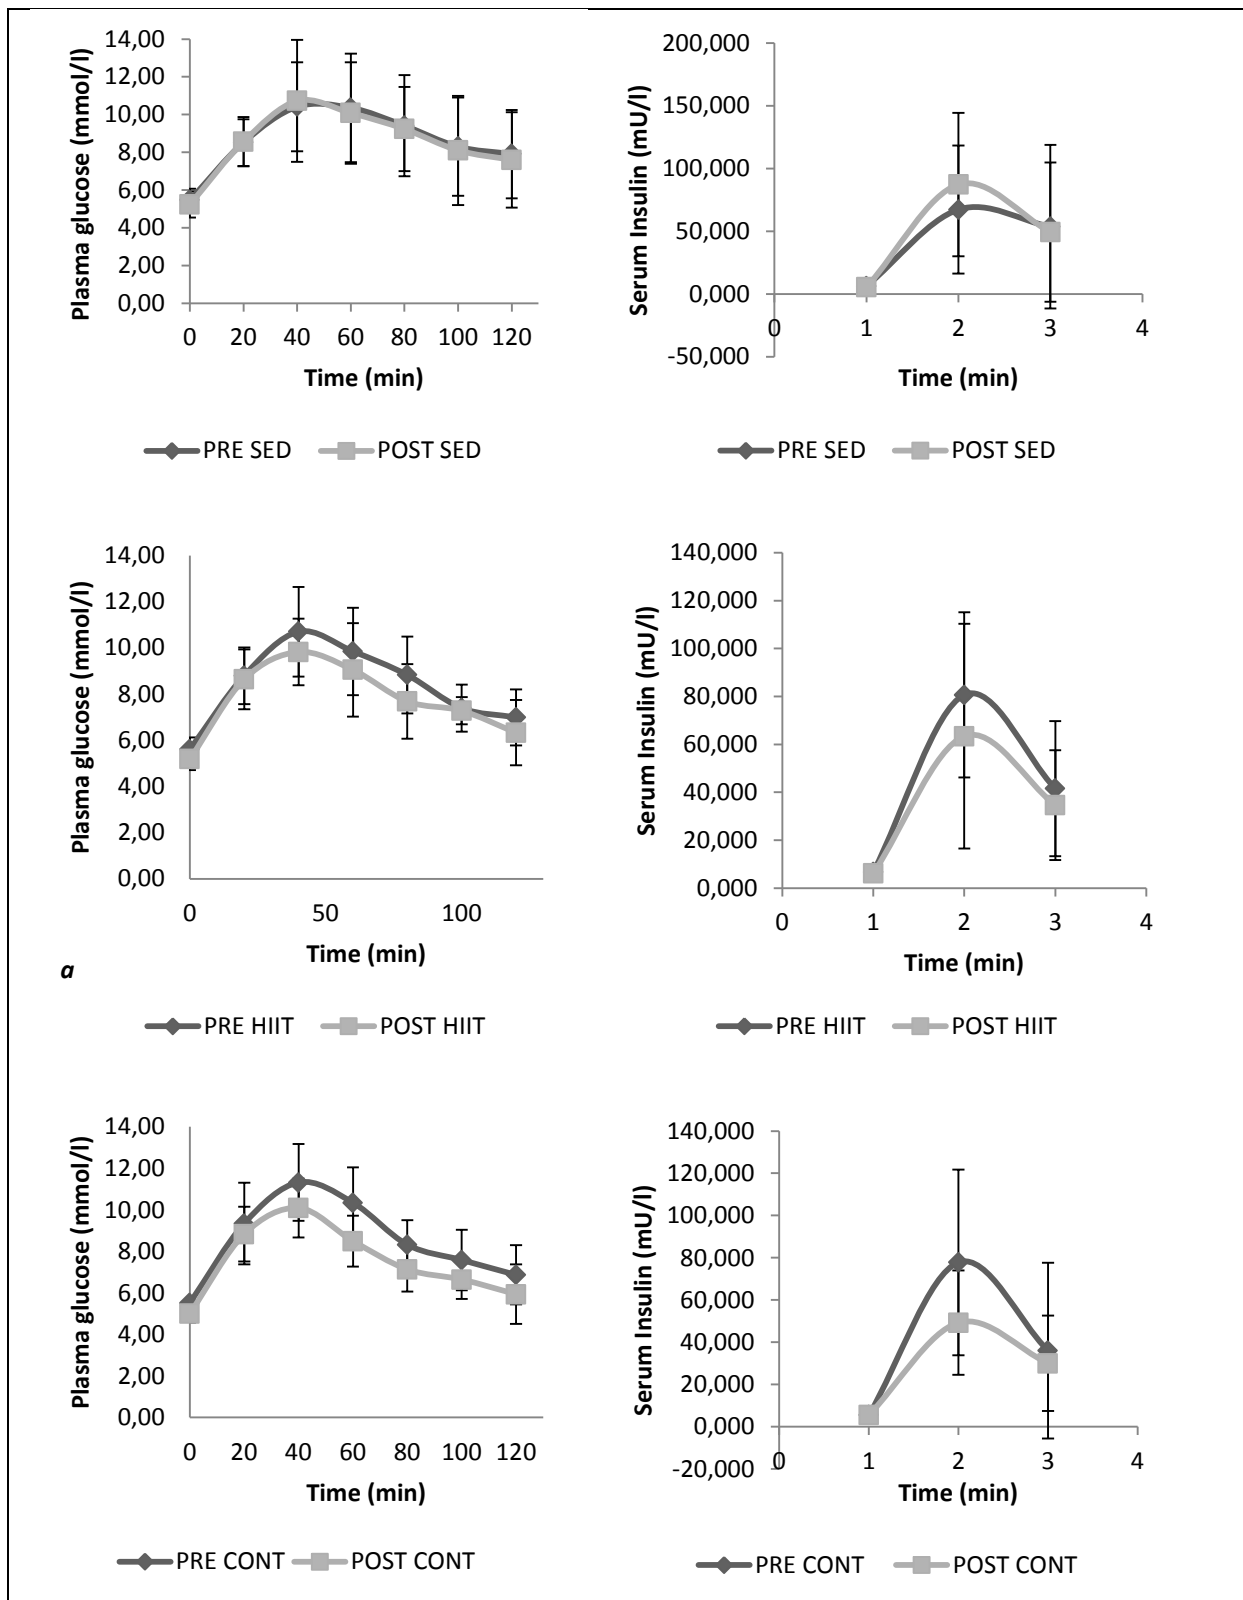 Plasma glucose (mmol/l)
14,00
12,00
10,00
8,00
6,00
4,00
2,00
0,00
0 20 40 60 80 100 120
Time (min)
PRE SED POST SED
Serum Insulin (mU/l)
200,000
150,000
100,000
50,000
0,000
-50,000
0 1 2 3 4
Time (min)
PRE SED POST SED
Plasma glucose (mmol/l)
14,00
12,00
10,00
8,00
6,00
4,00
2,00
0,00
0 50 100
Time (min)
a
PRE HIIT POST HIIT
Serum Insulin (mU/l)
140,000
120,000
100,000
80,000
60,000
40,000
20,000
0,000
0 1 2 3 4
Time (min)
PRE HIIT POST HIIT
Plasma glucose (mmol/l)
14,00
12,00
10,00
8,00
6,00
4,00
2,00
0,00
0 20 40 60 80 100 120
Time (min)
PRE CONT POST CONT
Serum Insulin (mU/l)
140,000
120,000
100,000
80,000
60,000
40,000
20,000
0,000
-20,000
0 1 2 3 4
Time (min)
PRE CONT POST CONT